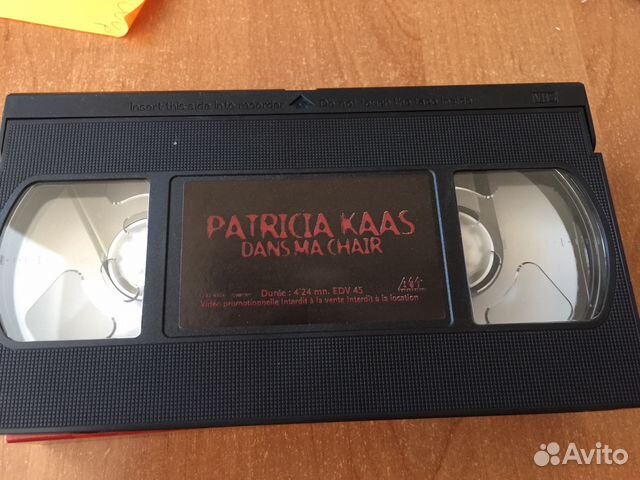 Insert this side into recorder Do not touch the tape inside
VHS
PATRICIA KAAS
DANS MA CHAIR
Durée : 4'24 mn. EDV 45
Vidéo promotionnelle interdit à la vente interdit à la location
Avito